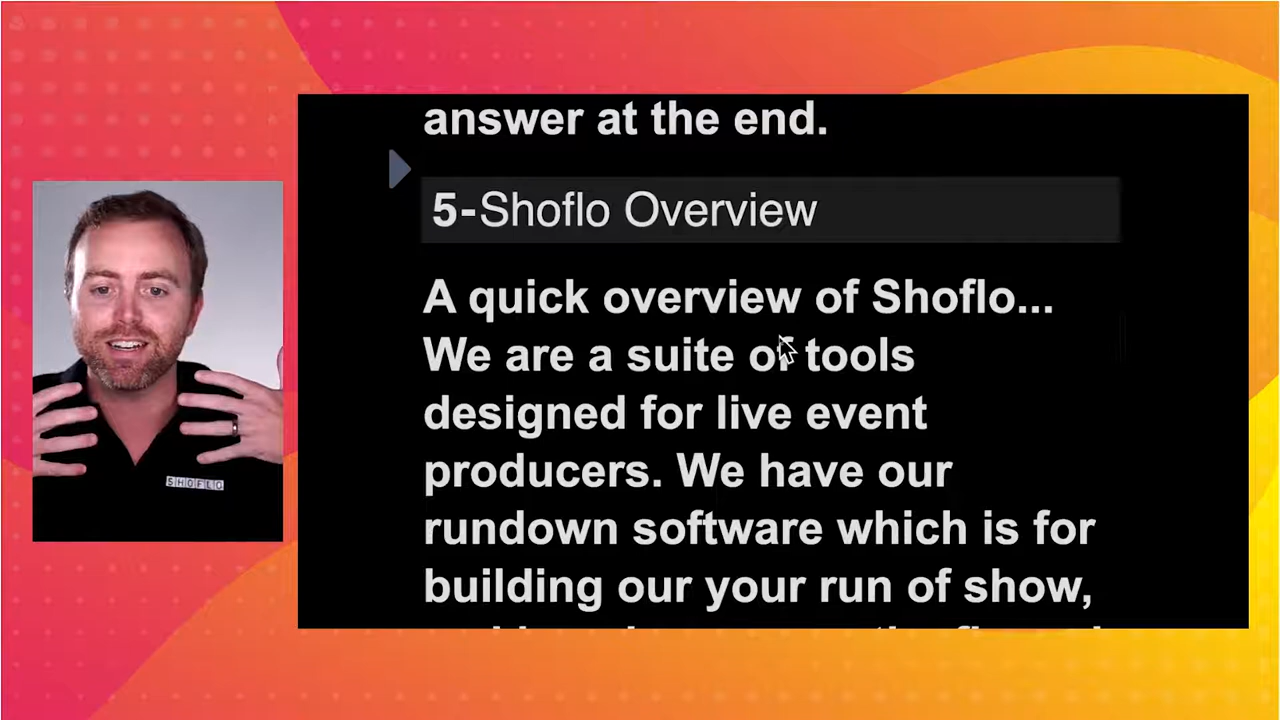 answer at the end.
5-Shoflo Overview
A quick overview of Shoflo...
We are a suite of tools
designed for live event
producers. We have our
rundown software which is for
building our your run of show,
SHOFLO